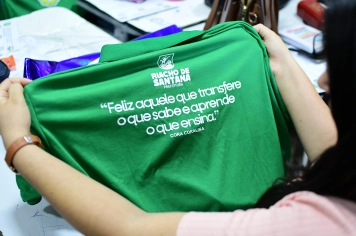 RIACHO DE
SANTANA
"Feliz aquele que transfere
o que sabe e aprende
o que ensina."
CORA CORALINA